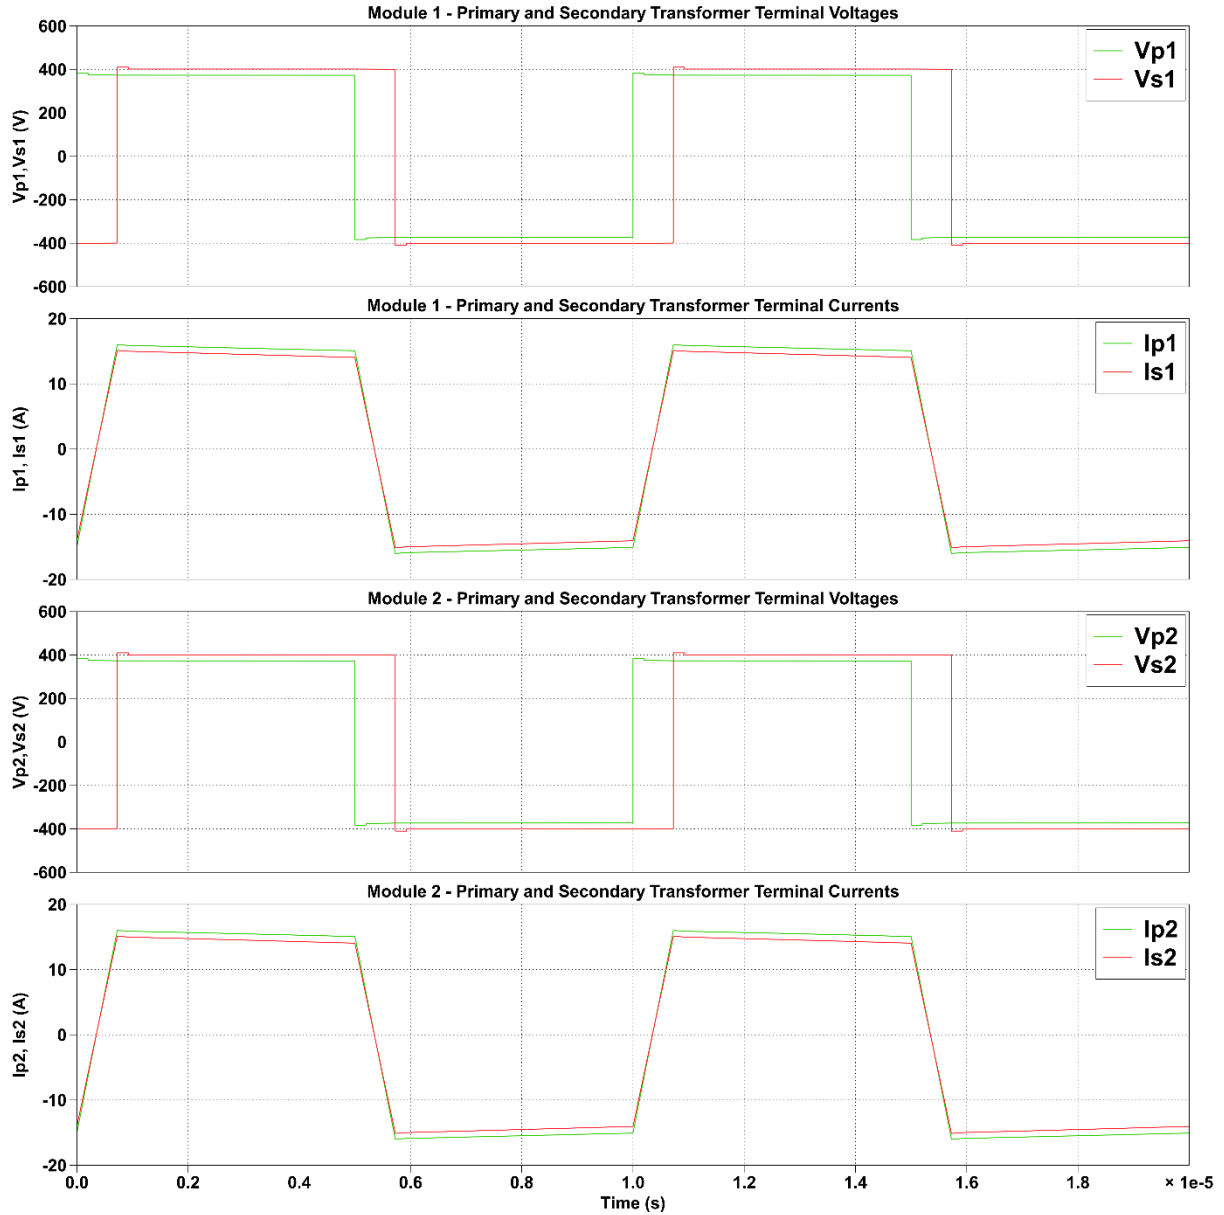 Module 1 - Primary and Secondary Transformer Terminal Voltages
600
400
200
0
-200
-400
-600
Vp1,Vs1 (V)
Vp1
Vs1
Module 1 - Primary and Secondary Transformer Terminal Currents
20
10
0
-10
-20
Ip1, Is1 (A)
Ip1
Is1
Module 2 - Primary and Secondary Transformer Terminal Voltages
600
400
200
0
-200
-400
-600
Vp2,Vs2 (V)
Vp2
Vs2
Module 2 - Primary and Secondary Transformer Terminal Currents
20
10
0
-10
-20
Ip2, Is2 (A)
Ip2
Is2
0.0 0.2 0.4 0.6 0.8 1.0 1.2 1.4 1.6 1.8 × 1e-5
Time (s)